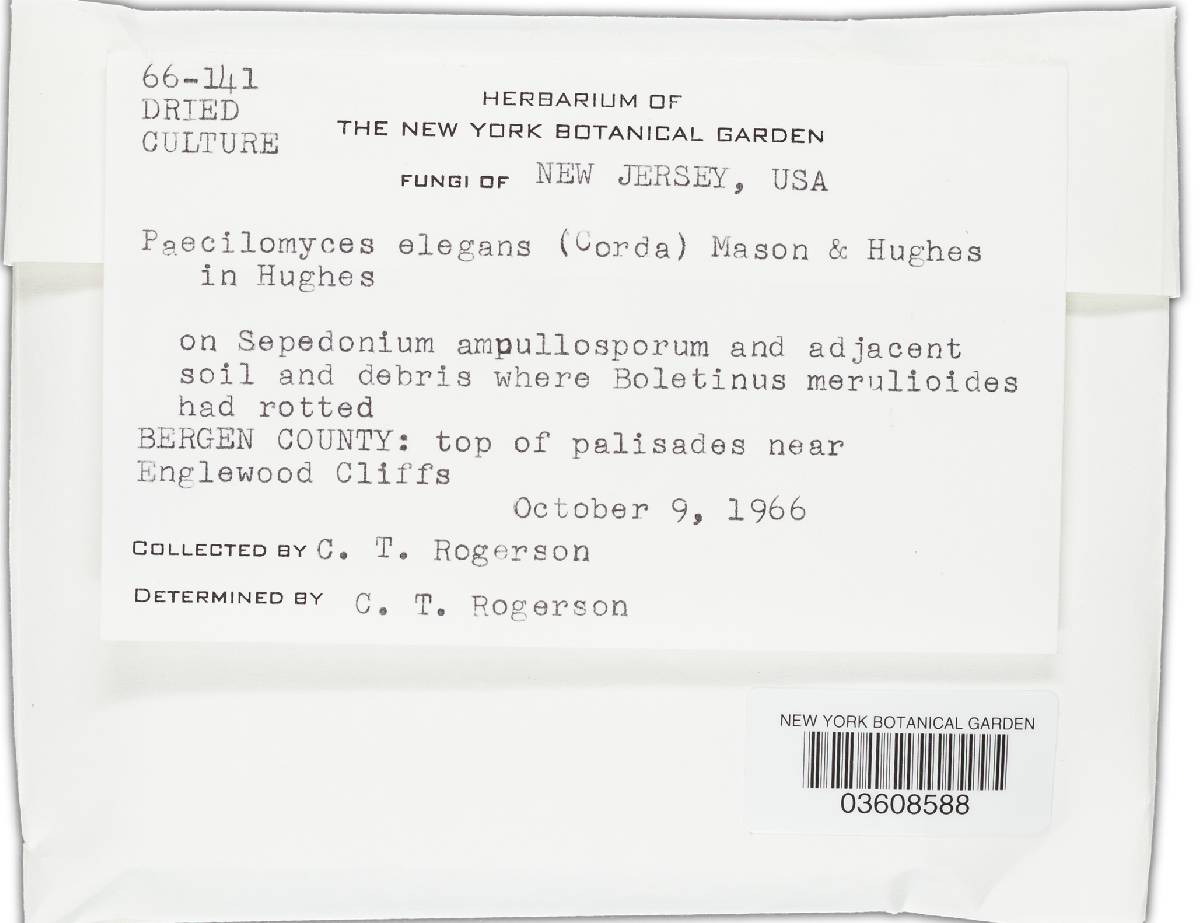 66-141
DRIED
CULTURE
HERBARIUM OF
THE NEW YORK BOTANICAL GARDEN
FUNGI OF NEW JERSEY, USA
Paecilomyces elegans (Corda) Mason & Hughes
in Hughes
on Sepedonium ampullosporum and adjacent
soil and debris where Boletinus merulioides
had rotted
BERGEN COUNTY: top of palisades near
Englewood Cliffs
October 9, 1966
COLLECTED BY C. T. Rogerson
DETERMINED BY C. T. Rogerson
NEW YORK BOTANICAL GARDEN
03608588